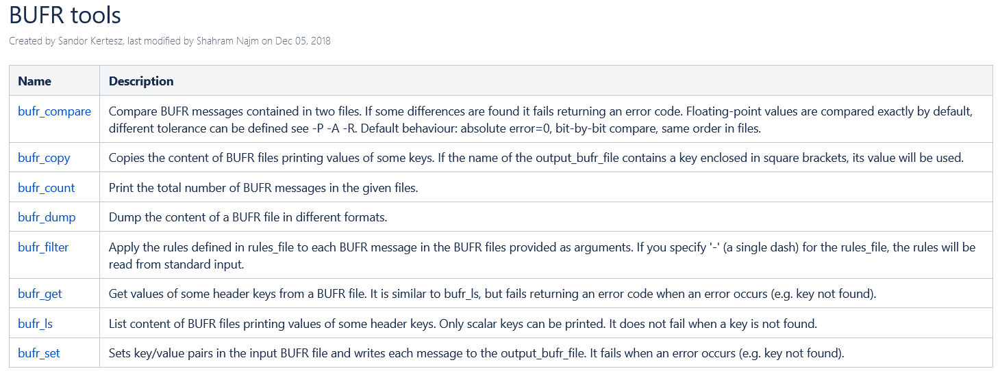 BUFR tools
Created by Sandor Kertesz, last modified by Shahram Najm on Dec 05, 2018
Name Description
bufr_compare Compare BUFR messages contained in two files. If some differences are found it fails returning an error code. Floating-point values are compared exactly by default,
different tolerance can be defined see -P -A -R. Default behaviour: absolute error=0, bit-by-bit compare, same order in files.
bufr_copy Copies the content of BUFR files printing values of some keys. If the name of the output_bufr_file contains a key enclosed in square brackets, its value will be used.
bufr_count Print the total number of BUFR messages in the given files.
bufr_dump Dump the content of a BUFR file in different formats.
bufr_filter Apply the rules defined in rules_file to each BUFR message in the BUFR files provided as arguments. If you specify '-' (a single dash) for the rules_file, the rules will be
read from standard input.
bufr_get Get values of some header keys from a BUFR file. It is similar to bufr_ls, but fails returning an error code when an error occurs (e.g. key not found).
bufr_ls List content of BUFR files printing values of some header keys. Only scalar keys can be printed. It does not fail when a key is not found.
bufr_set Sets key/value pairs in the input BUFR file and writes each message to the output_bufr_file. It fails when an error occurs (e.g. key not found).